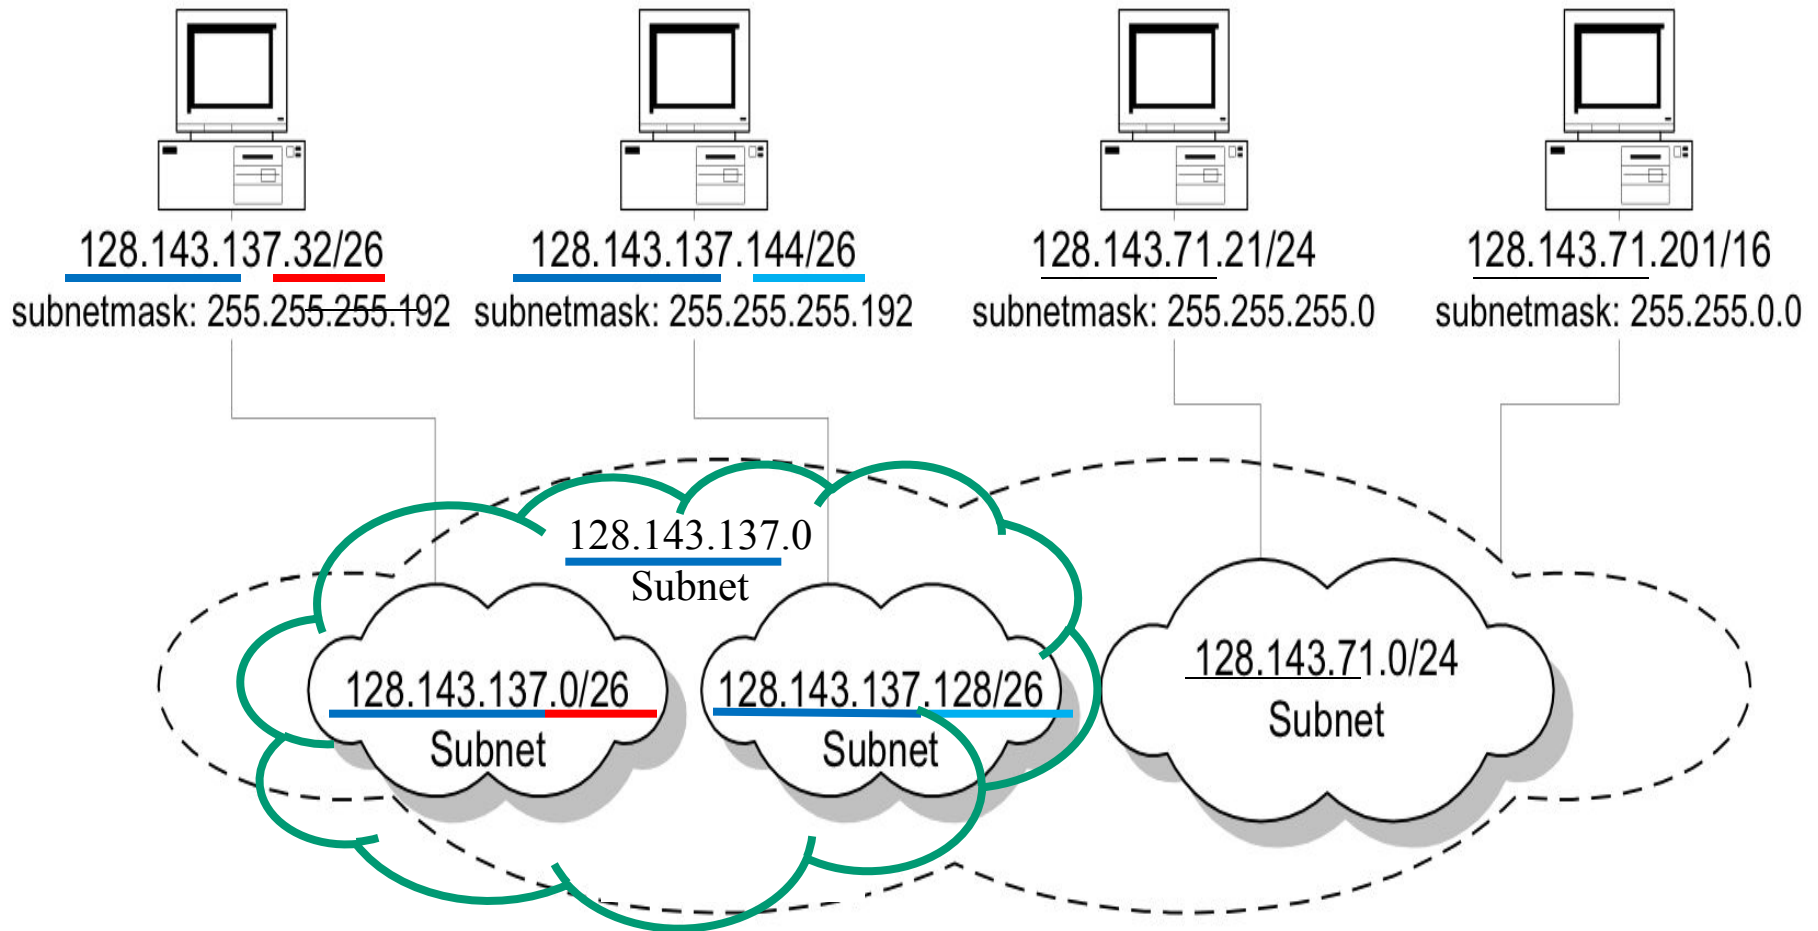 128.143.137.32/26
subnetmask: 255.255.255.192
128.143.137.144/26
subnetmask: 255.255.255.192
128.143.71.21/24
subnetmask: 255.255.255.0
128.143.71.201/16
subnetmask: 255.255.0.0
128.143.137.0
Subnet
128.143.137.0/26
Subnet
128.143.137.128/26
Subnet
128.143.71.0/24
Subnet